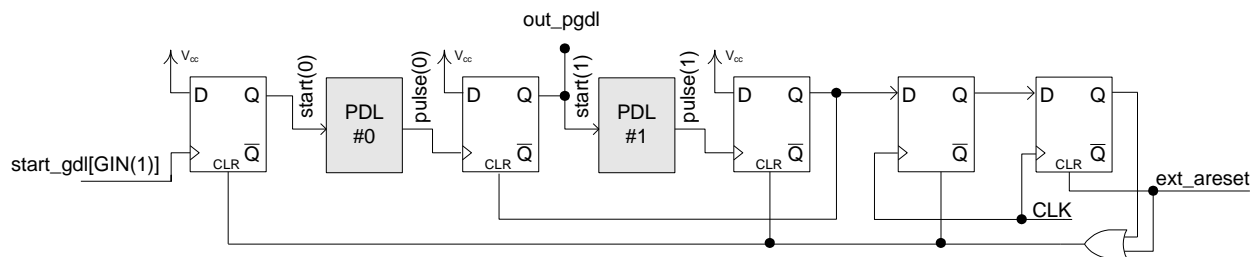 out_pgdl
Vcc
Vcc
Vcc
start(0)
pulse(0)
start(1)
pulse(1)
D Q
PDL
#0
D Q
PDL
#1
D Q
D Q
D Q
Q
CLR
Q
CLR
Q
CLR
Q
CLR
Q
CLR
start_gdl[GIN(1)]
ext_areset
CLK